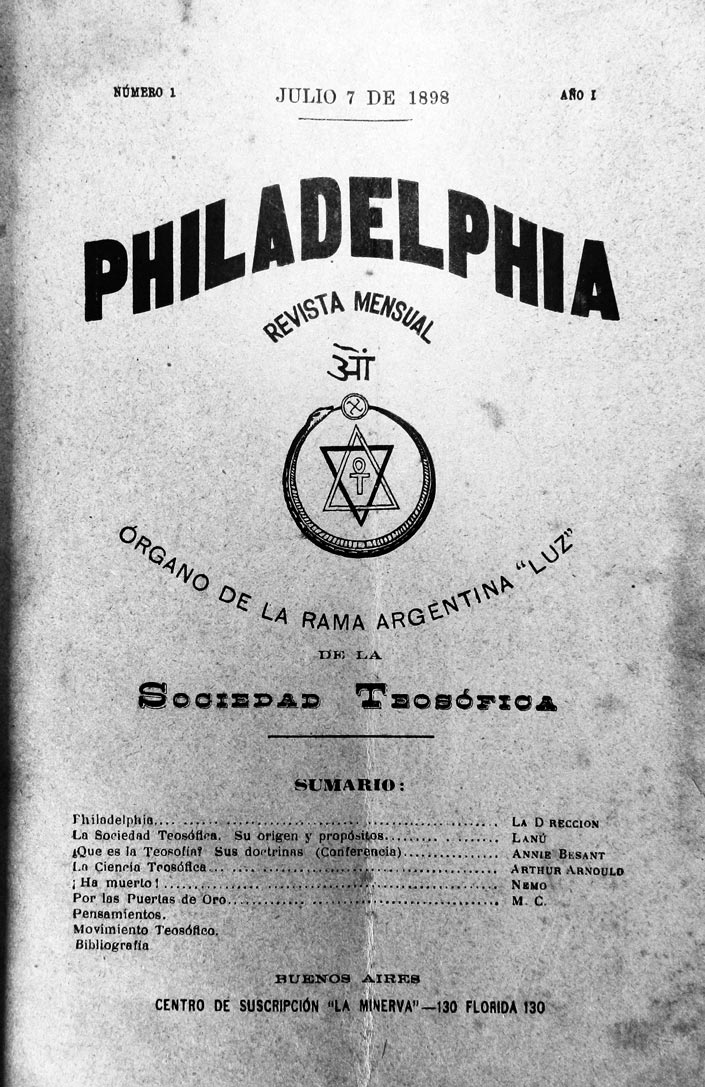 NÚMERO 1
JULIO 7 DE 1898
AÑO I
PHILADELPHIA
REVISTA MENSUAL
ओं
ÓRGANO DE LA RAMA ARGENTINA "LUZ"
DE LA
SOCIEDAD TEOSÓFICA
SUMARIO:
Philadelphia.... LA D RECCION
La Sociedad Teosófica. Su origen y propósitos.... LANÚ
¿Que es la Teosofía? Sus doctrinas (Conferencia).... ANNIE BESANT
La Ciencia Teosófica.... ARTHUR ARNOULD
¡Ha muerto!.... NEMO
Por las Puertas de Oro.... M. C.
Pensamientos.
Movimiento Teosófico.
Bibliografía
BUENOS AIRES
CENTRO DE SUSCRIPCIÓN "LA MINERVA"—130 FLORIDA 130